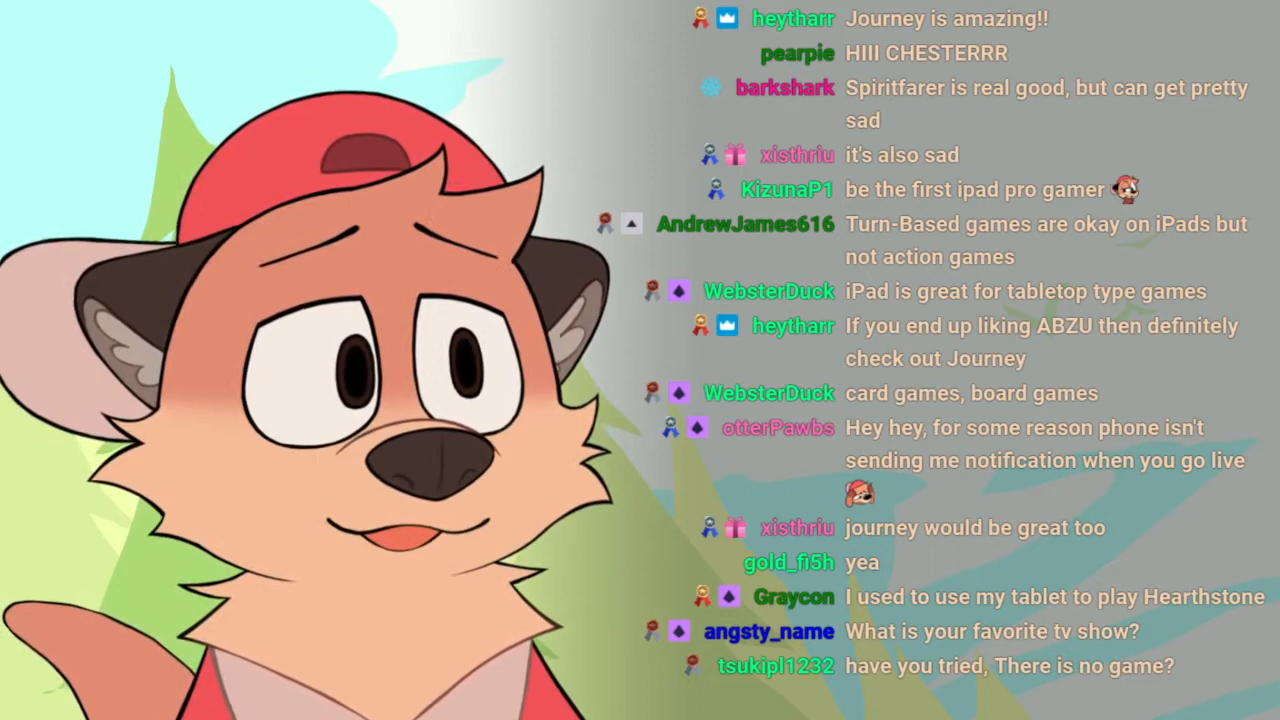 heytharr Journey is amazing!!
pearpie HIII CHESTERRR
barkshark Spiritfarer is real good, but can get pretty
sad
xisthriu it's also sad
KizunaP1 be the first ipad pro gamer
AndrewJames616 Turn-Based games are okay on iPads but
not action games
WebsterDuck iPad is great for tabletop type games
heytharr If you end up liking ABZU then definitely
check out Journey
WebsterDuck card games, board games
otterPawbs Hey hey, for some reason phone isn't
sending me notification when you go live
xisthriu journey would be great too
gold_fi5h yea
Graycon I used to use my tablet to play Hearthstone
angsty_name What is your favorite tv show?
tsukipl1232 have you tried, There is no game?